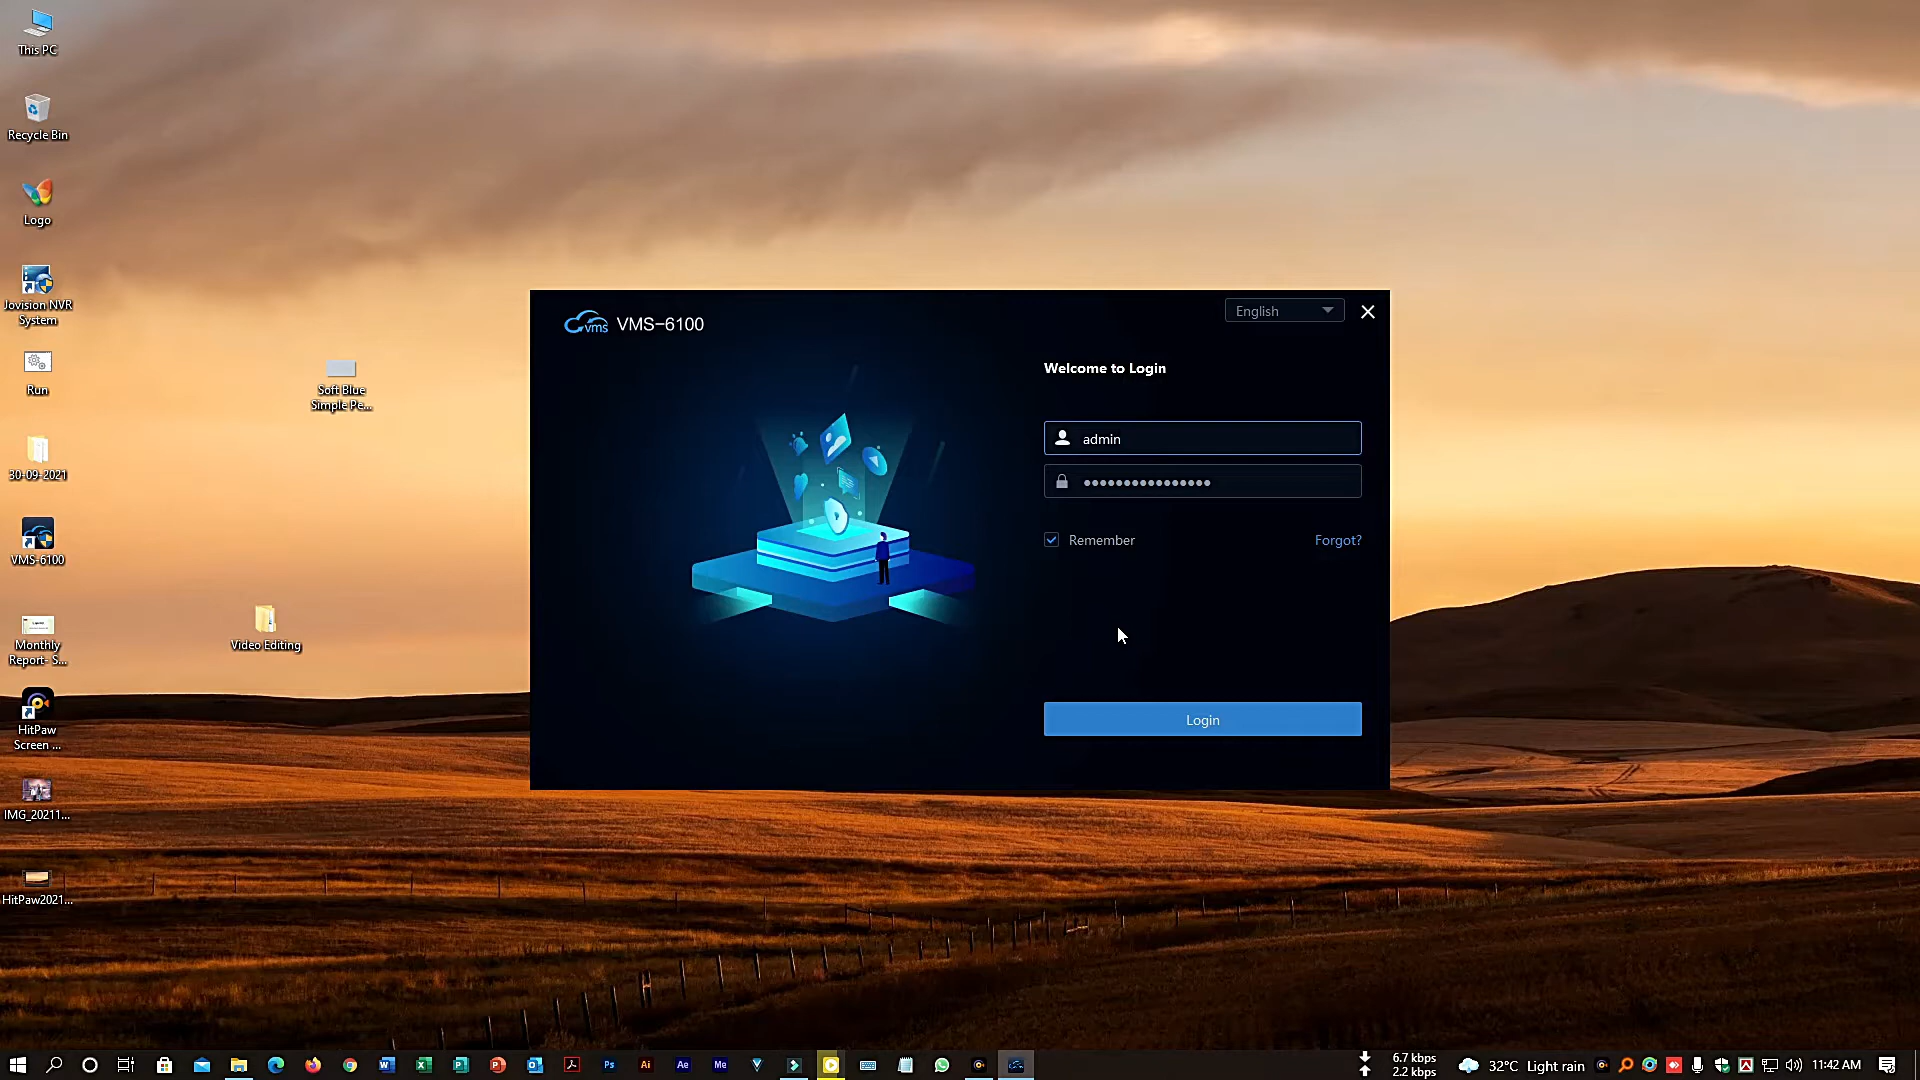 This PC
Recycle Bin
Logo
Jovision NVR
System
Run
30-09-2021
VMS-6100
Monthly
Report- S...
HitPaw
Screen ...
IMG_20211...
HitPaw2021...
Soft Blue
Simple Pe...
Video Editing
vms VMS-6100
English
Welcome to Login
admin
Remember
Forgot?
Login
6.7 kbps
2.2 kbps
32°C Light rain
11:42 AM